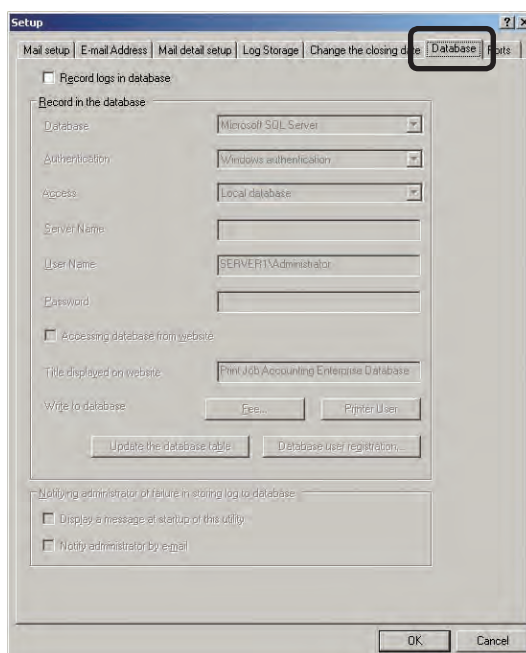 Setup
Mail setup E-mail Address Mail detail setup Log Storage Change the closing date Database Ports
Record logs in database
Record in the database
Database Microsoft SQL Server
Authentication Windows authentication
Access Local database
Server Name
User Name SERVER1\Administrator
Password
Accessing database from website
Title displayed on website Print Job Accounting Enterprise Database
Write to database Fee... Printer User
Update the database table Database user registration...
Notifying administrator of failure in storing log to database
Display a message at startup of this utility
Notify administrator by e-mail
OK Cancel